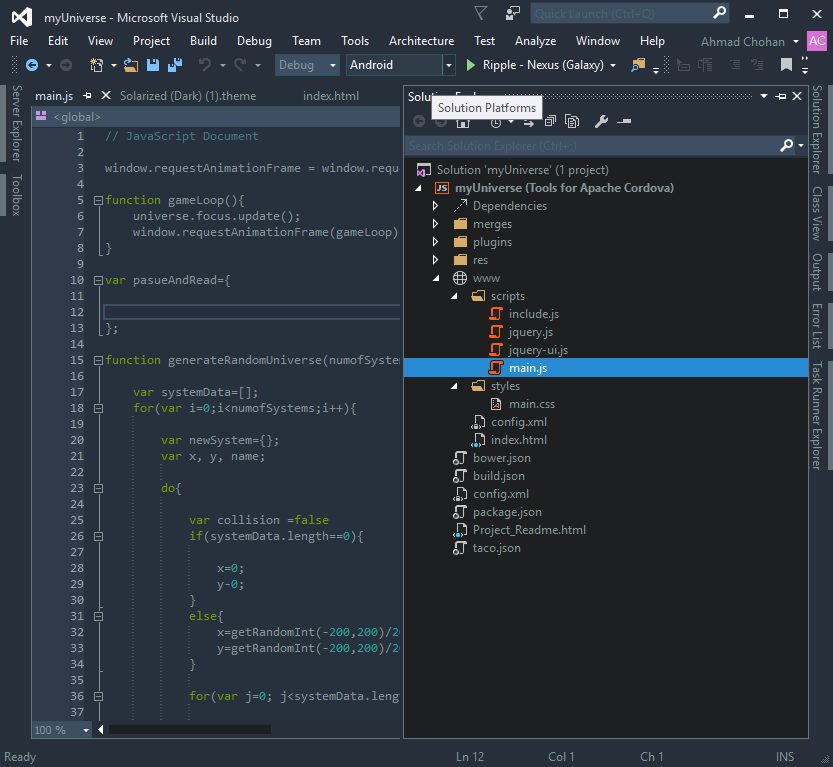 myUniverse - Microsoft Visual Studio
Quick Launch (Ctrl+Q)
File Edit View Project Build Debug Team Tools Architecture Test Analyze Window Help Ahmad Chohan AC
Debug Android Ripple - Nexus (Galaxy)
Server Explorer
Toolbox
main.js Solarized (Dark) (1).theme index.html
<global>
1 // JavaScript Document
2
3 window.requestAnimationFrame = window.requ
4
5 function gameLoop(){
6 universe.focus.update();
7 window.requestAnimationFrame(gameLoop)
8 }
9
10 var pasueAndRead={
11
12
13 };
14
15 function generateRandomUniverse(numofSystem
16
17 var systemData=[];
18 for(var i=0;i<numofSystems;i++){
19
20 var newSystem={};
21 var x, y, name;
22
23 do{
24
25 var collision =false
26 if(systemData.length==0){
27
28 x=0;
29 y-0;
30 }
31 else{
32 x=getRandomInt(-200,200)/20
33 y=getRandomInt(-200,200)/20
34 }
35
36 for(var j=0; j<systemData.leng
37
100 %
Solution Platforms
Search Solution Explorer (Ctrl+;)
Solution 'myUniverse' (1 project)
JS myUniverse (Tools for Apache Cordova)
Dependencies
merges
plugins
res
www
scripts
include.js
jquery.js
jquery-ui.js
main.js
styles
main.css
config.xml
index.html
bower.json
build.json
config.xml
package.json
Project_Readme.html
taco.json
Solution Explorer
Class View
Output
Error List
Task Runner Explorer
Ready Ln 12 Col 1 Ch 1 INS